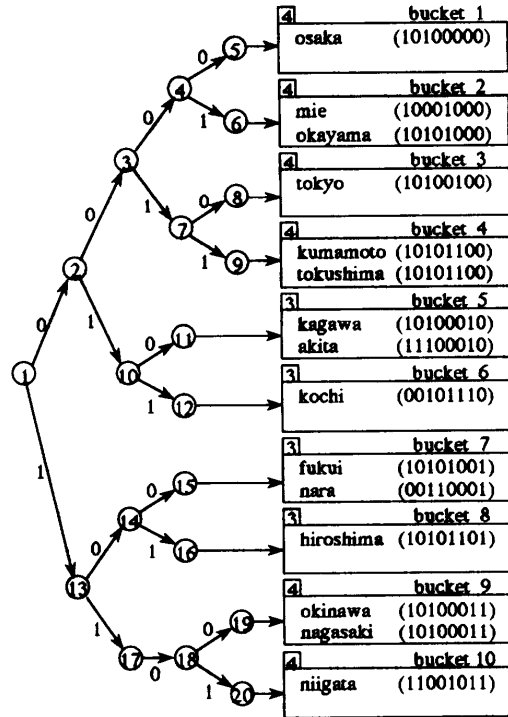 4 bucket 1
osaka (10100000)
4 bucket 2
mie (10001000)
okayama (10101000)
4 bucket 3
tokyo (10100100)
4 bucket 4
kumamoto (10101100)
tokushima (10101100)
3 bucket 5
kagawa (10100010)
akita (11100010)
3 bucket 6
kochi (00101110)
3 bucket 7
fukui (10101001)
nara (00110001)
3 bucket 8
hiroshima (10101101)
4 bucket 9
okinawa (10100011)
nagasaki (10100011)
4 bucket 10
niigata (11001011)
1
0
1
2
0
1
3
0
1
4
0
1
5
6
7
0
1
8
9
10
0
1
11
12
13
0
1
14
0
1
15
16
17
0
18
0
1
19
20